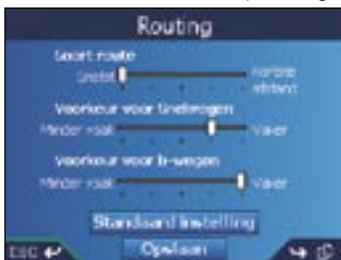 Routing
Soort route
Snelst Kortste afstand
Voorkeur voor Snelwegen
Minder vaak Vaker
Voorkeur voor b-wegen
Minder vaak Vaker
Standaard instelling
Opslaan
ESC